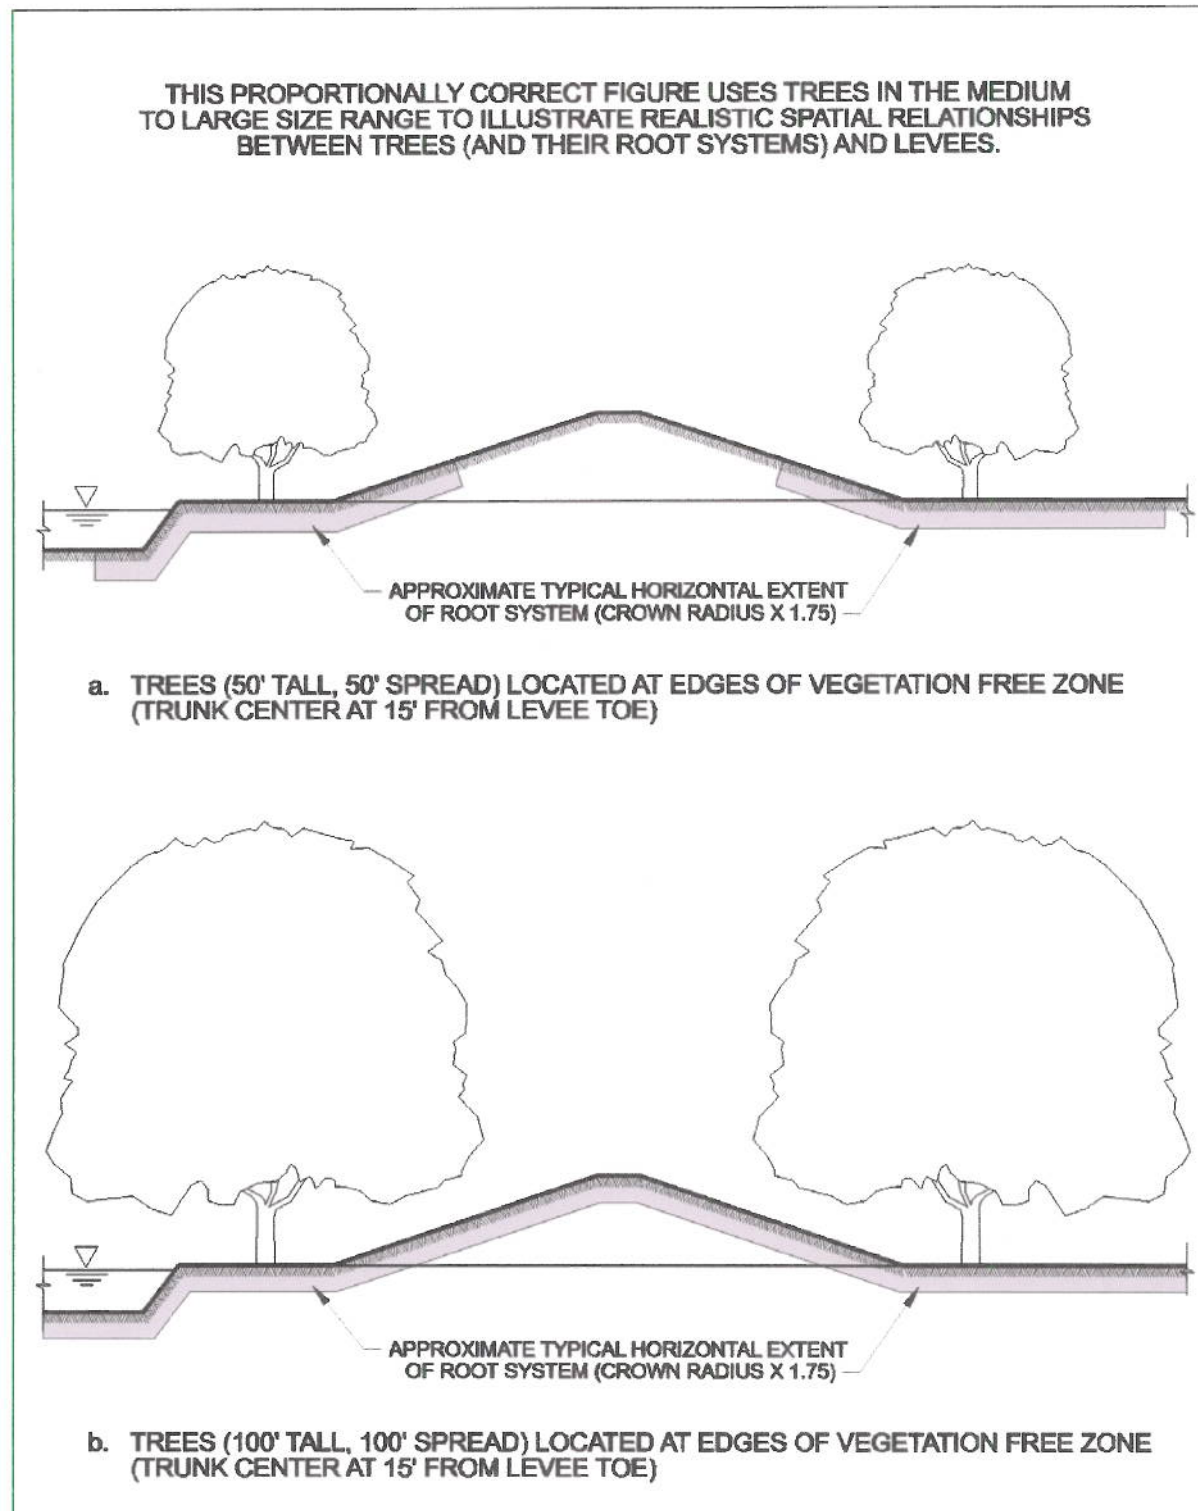 THIS PROPORTIONALLY CORRECT FIGURE USES TREES IN THE MEDIUM
TO LARGE SIZE RANGE TO ILLUSTRATE REALISTIC SPATIAL RELATIONSHIPS
BETWEEN TREES (AND THEIR ROOT SYSTEMS) AND LEVEES.
APPROXIMATE TYPICAL HORIZONTAL EXTENT
OF ROOT SYSTEM (CROWN RADIUS X 1.75)
a. TREES (50' TALL, 50' SPREAD) LOCATED AT EDGES OF VEGETATION FREE ZONE
(TRUNK CENTER AT 15' FROM LEVEE TOE)
APPROXIMATE TYPICAL HORIZONTAL EXTENT
OF ROOT SYSTEM (CROWN RADIUS X 1.75)
b. TREES (100' TALL, 100' SPREAD) LOCATED AT EDGES OF VEGETATION FREE ZONE
(TRUNK CENTER AT 15' FROM LEVEE TOE)